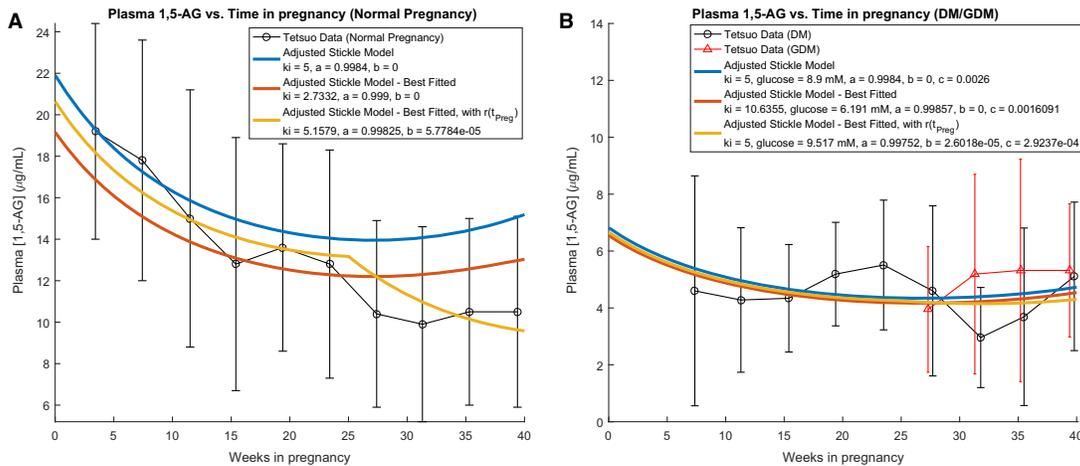 A
Plasma 1,5-AG vs. Time in pregnancy (Normal Pregnancy)
Tetsuo Data (Normal Pregnancy)
Adjusted Stickle Model
ki = 5, a = 0.9984, b = 0
Adjusted Stickle Model - Best Fitted
ki = 2.7332, a = 0.999, b = 0
Adjusted Stickle Model - Best Fitted, with r(t_Preg)
ki = 5.1579, a = 0.99825, b = 5.7784e-05
Plasma [1,5-AG] (μg/mL)
24
22
20
18
16
14
12
10
8
6
0 5 10 15 20 25 30 35 40
Weeks in pregnancy
B
Plasma 1,5-AG vs. Time in pregnancy (DM/GDM)
Tetsuo Data (DM)
Tetsuo Data (GDM)
Adjusted Stickle Model
ki = 5, glucose = 8.9 mM, a = 0.9984, b = 0, c = 0.0026
Adjusted Stickle Model - Best Fitted
ki = 10.6355, glucose = 6.191 mM, a = 0.99857, b = 0, c = 0.0016091
Adjusted Stickle Model - Best Fitted, with r(t_Preg)
ki = 5, glucose = 9.517 mM, a = 0.99752, b = 2.6018e-05, c = 2.9237e-04
Plasma [1,5-AG] (μg/mL)
14
12
10
8
6
4
2
0
0 5 10 15 20 25 30 35 40
Weeks in pregnancy